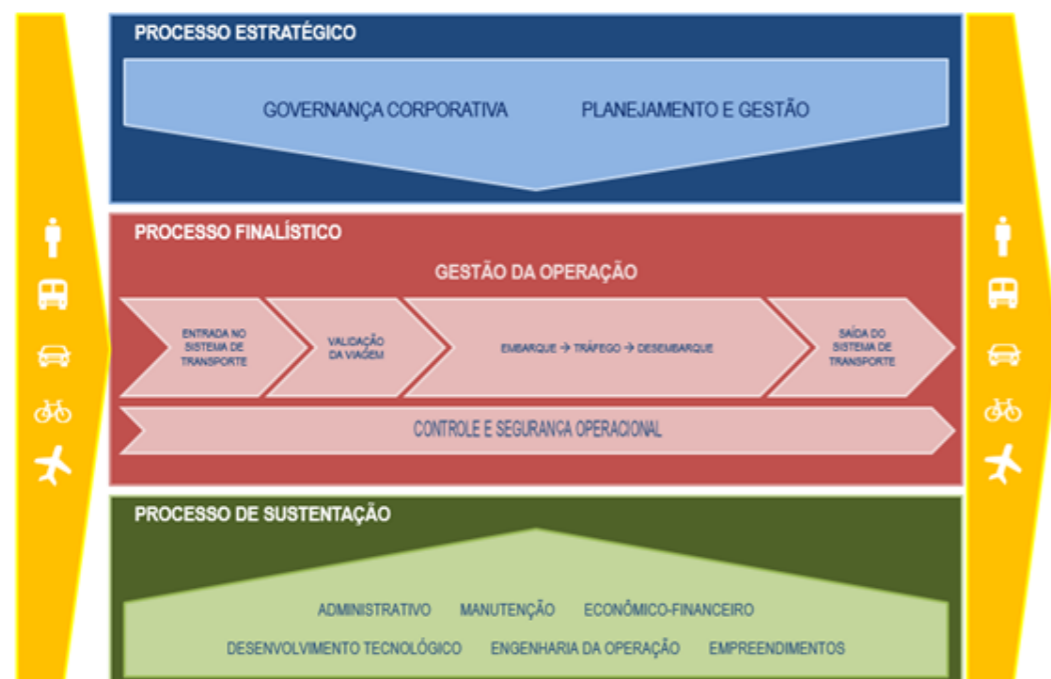 PROCESSO ESTRATÉGICO
GOVERNANÇA CORPORATIVA PLANEJAMENTO E GESTÃO
PROCESSO FINALÍSTICO
GESTÃO DA OPERAÇÃO
ENTRADA NO
SISTEMA DE
TRANSPORTE
VALIDAÇÃO
DA VIAGEM
EMBARQUE → TRÁFEGO → DESEMBARQUE
SAÍDA DO
SISTEMA DE
TRANSPORTE
CONTROLE E SEGURANÇA OPERACIONAL
PROCESSO DE SUSTENTAÇÃO
ADMINISTRATIVO MANUTENÇÃO ECONÔMICO-FINANCEIRO
DESENVOLVIMENTO TECNOLÓGICO ENGENHARIA DA OPERAÇÃO EMPREENDIMENTOS